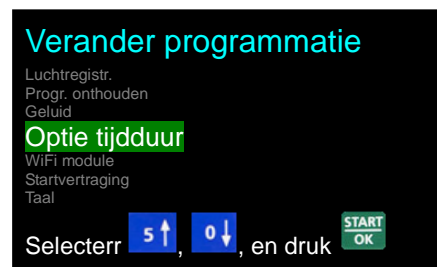 Verander programmatie
Luchtregistr.
Progr. onthouden
Geluid
Optie tijdduur
WiFi module
Startvertraging
Taal
Selecterr 5↑, 0↓, en druk START OK